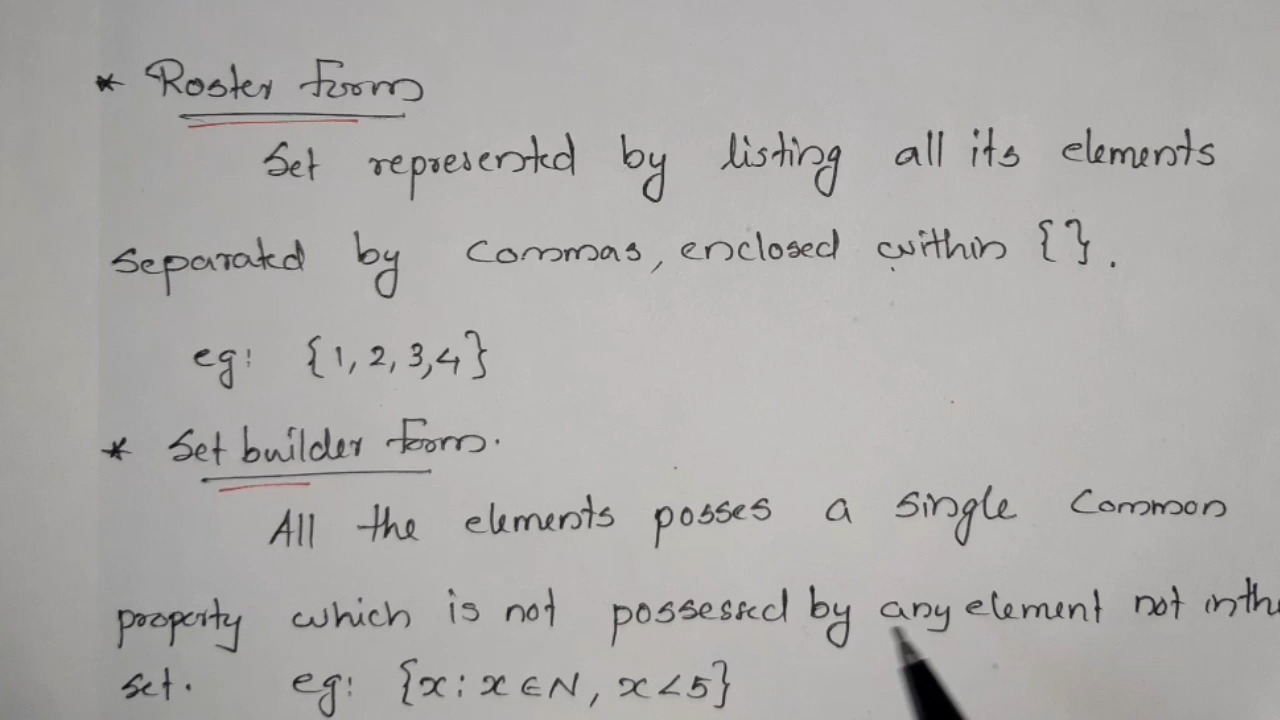 * Roster Form
Set represented by listing all its elements
separated by commas, enclosed within { }.
eg: {1, 2, 3, 4}
* Set builder form.
All the elements posses a single common
property which is not possessed by any element not in the
set. eg: {x : x ∈ N, x < 5}